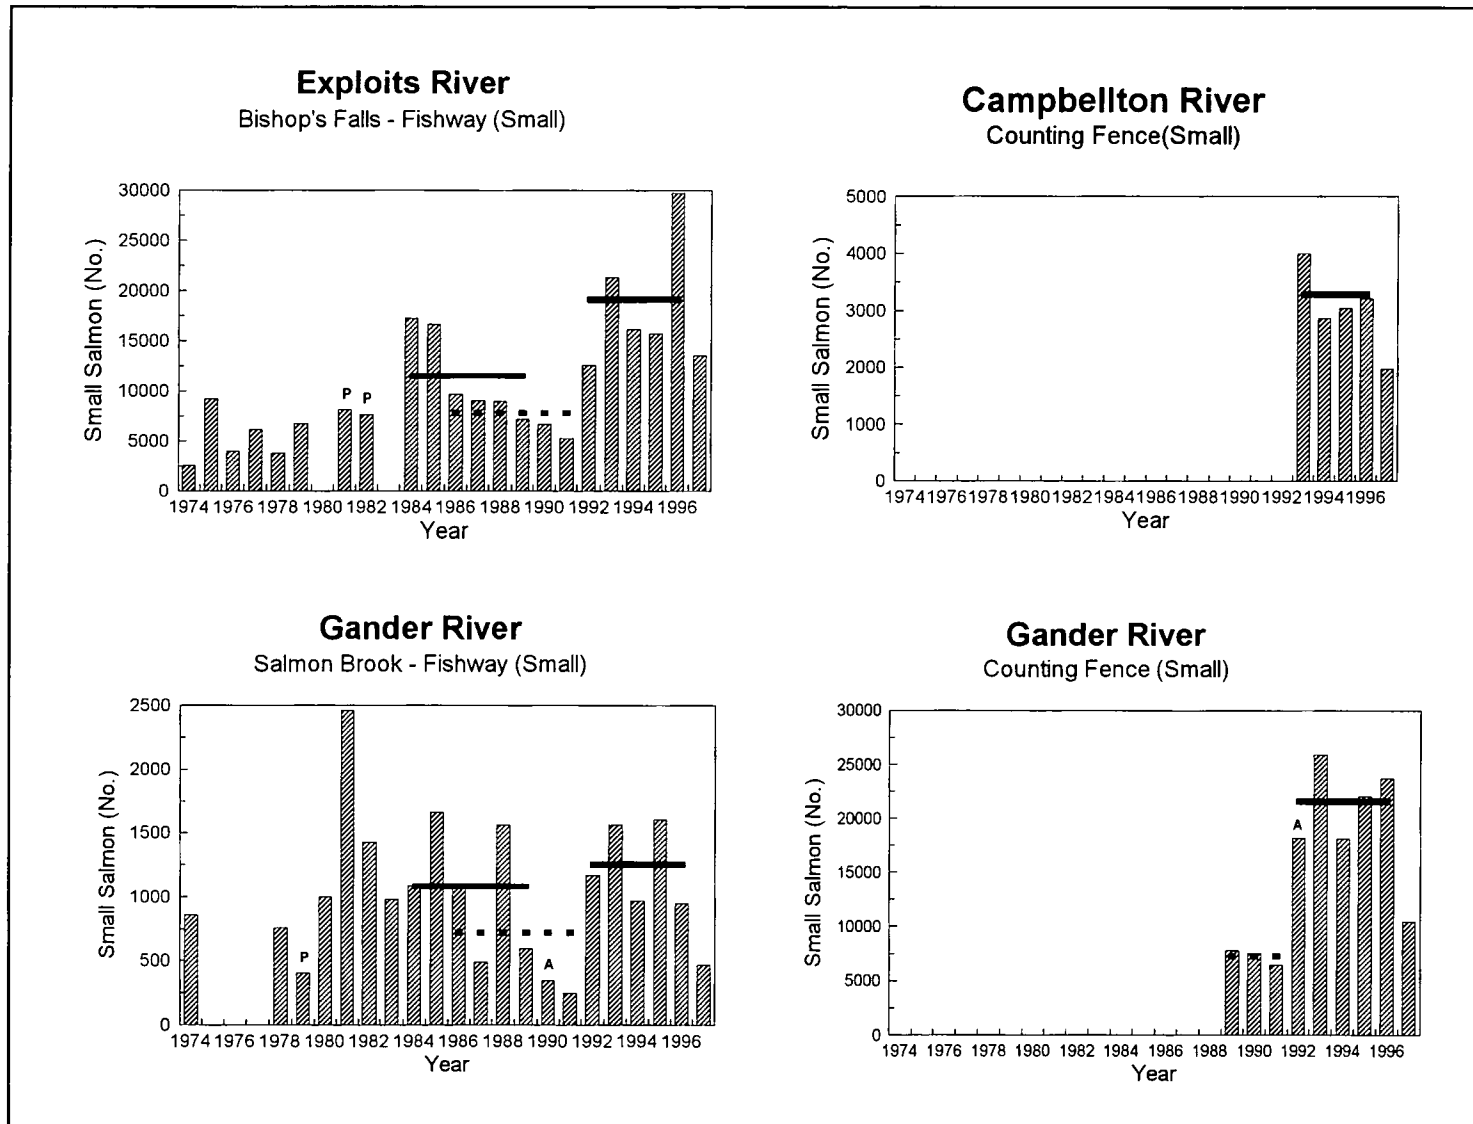 Exploits River
Bishop's Falls - Fishway (Small)
30000
25000
20000
15000
10000
5000
0
Small Salmon (No.)
P P
1974 1976 1978 1980 1982 1984 1986 1988 1990 1992 1994 1996
Year
Campbellton River
Counting Fence(Small)
5000
4000
3000
2000
1000
0
Small Salmon (No.)
1974 1976 1978 1980 1982 1984 1986 1988 1990 1992 1994 1996
Year
Gander River
Salmon Brook - Fishway (Small)
2500
2000
1500
1000
500
0
Small Salmon (No.)
P A
1974 1976 1978 1980 1982 1984 1986 1988 1990 1992 1994 1996
Year
Gander River
Counting Fence (Small)
30000
25000
20000
15000
10000
5000
0
Small Salmon (No.)
A
1974 1976 1978 1980 1982 1984 1986 1988 1990 1992 1994 1996
Year